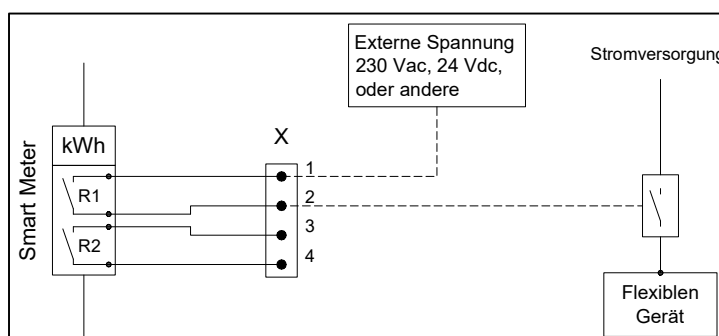 Externe Spannung
230 Vac, 24 Vdc,
oder andere
Stromversorgung
Smart Meter
kWh
X
R1
R2
1
2
3
4
Flexiblen
Gerät